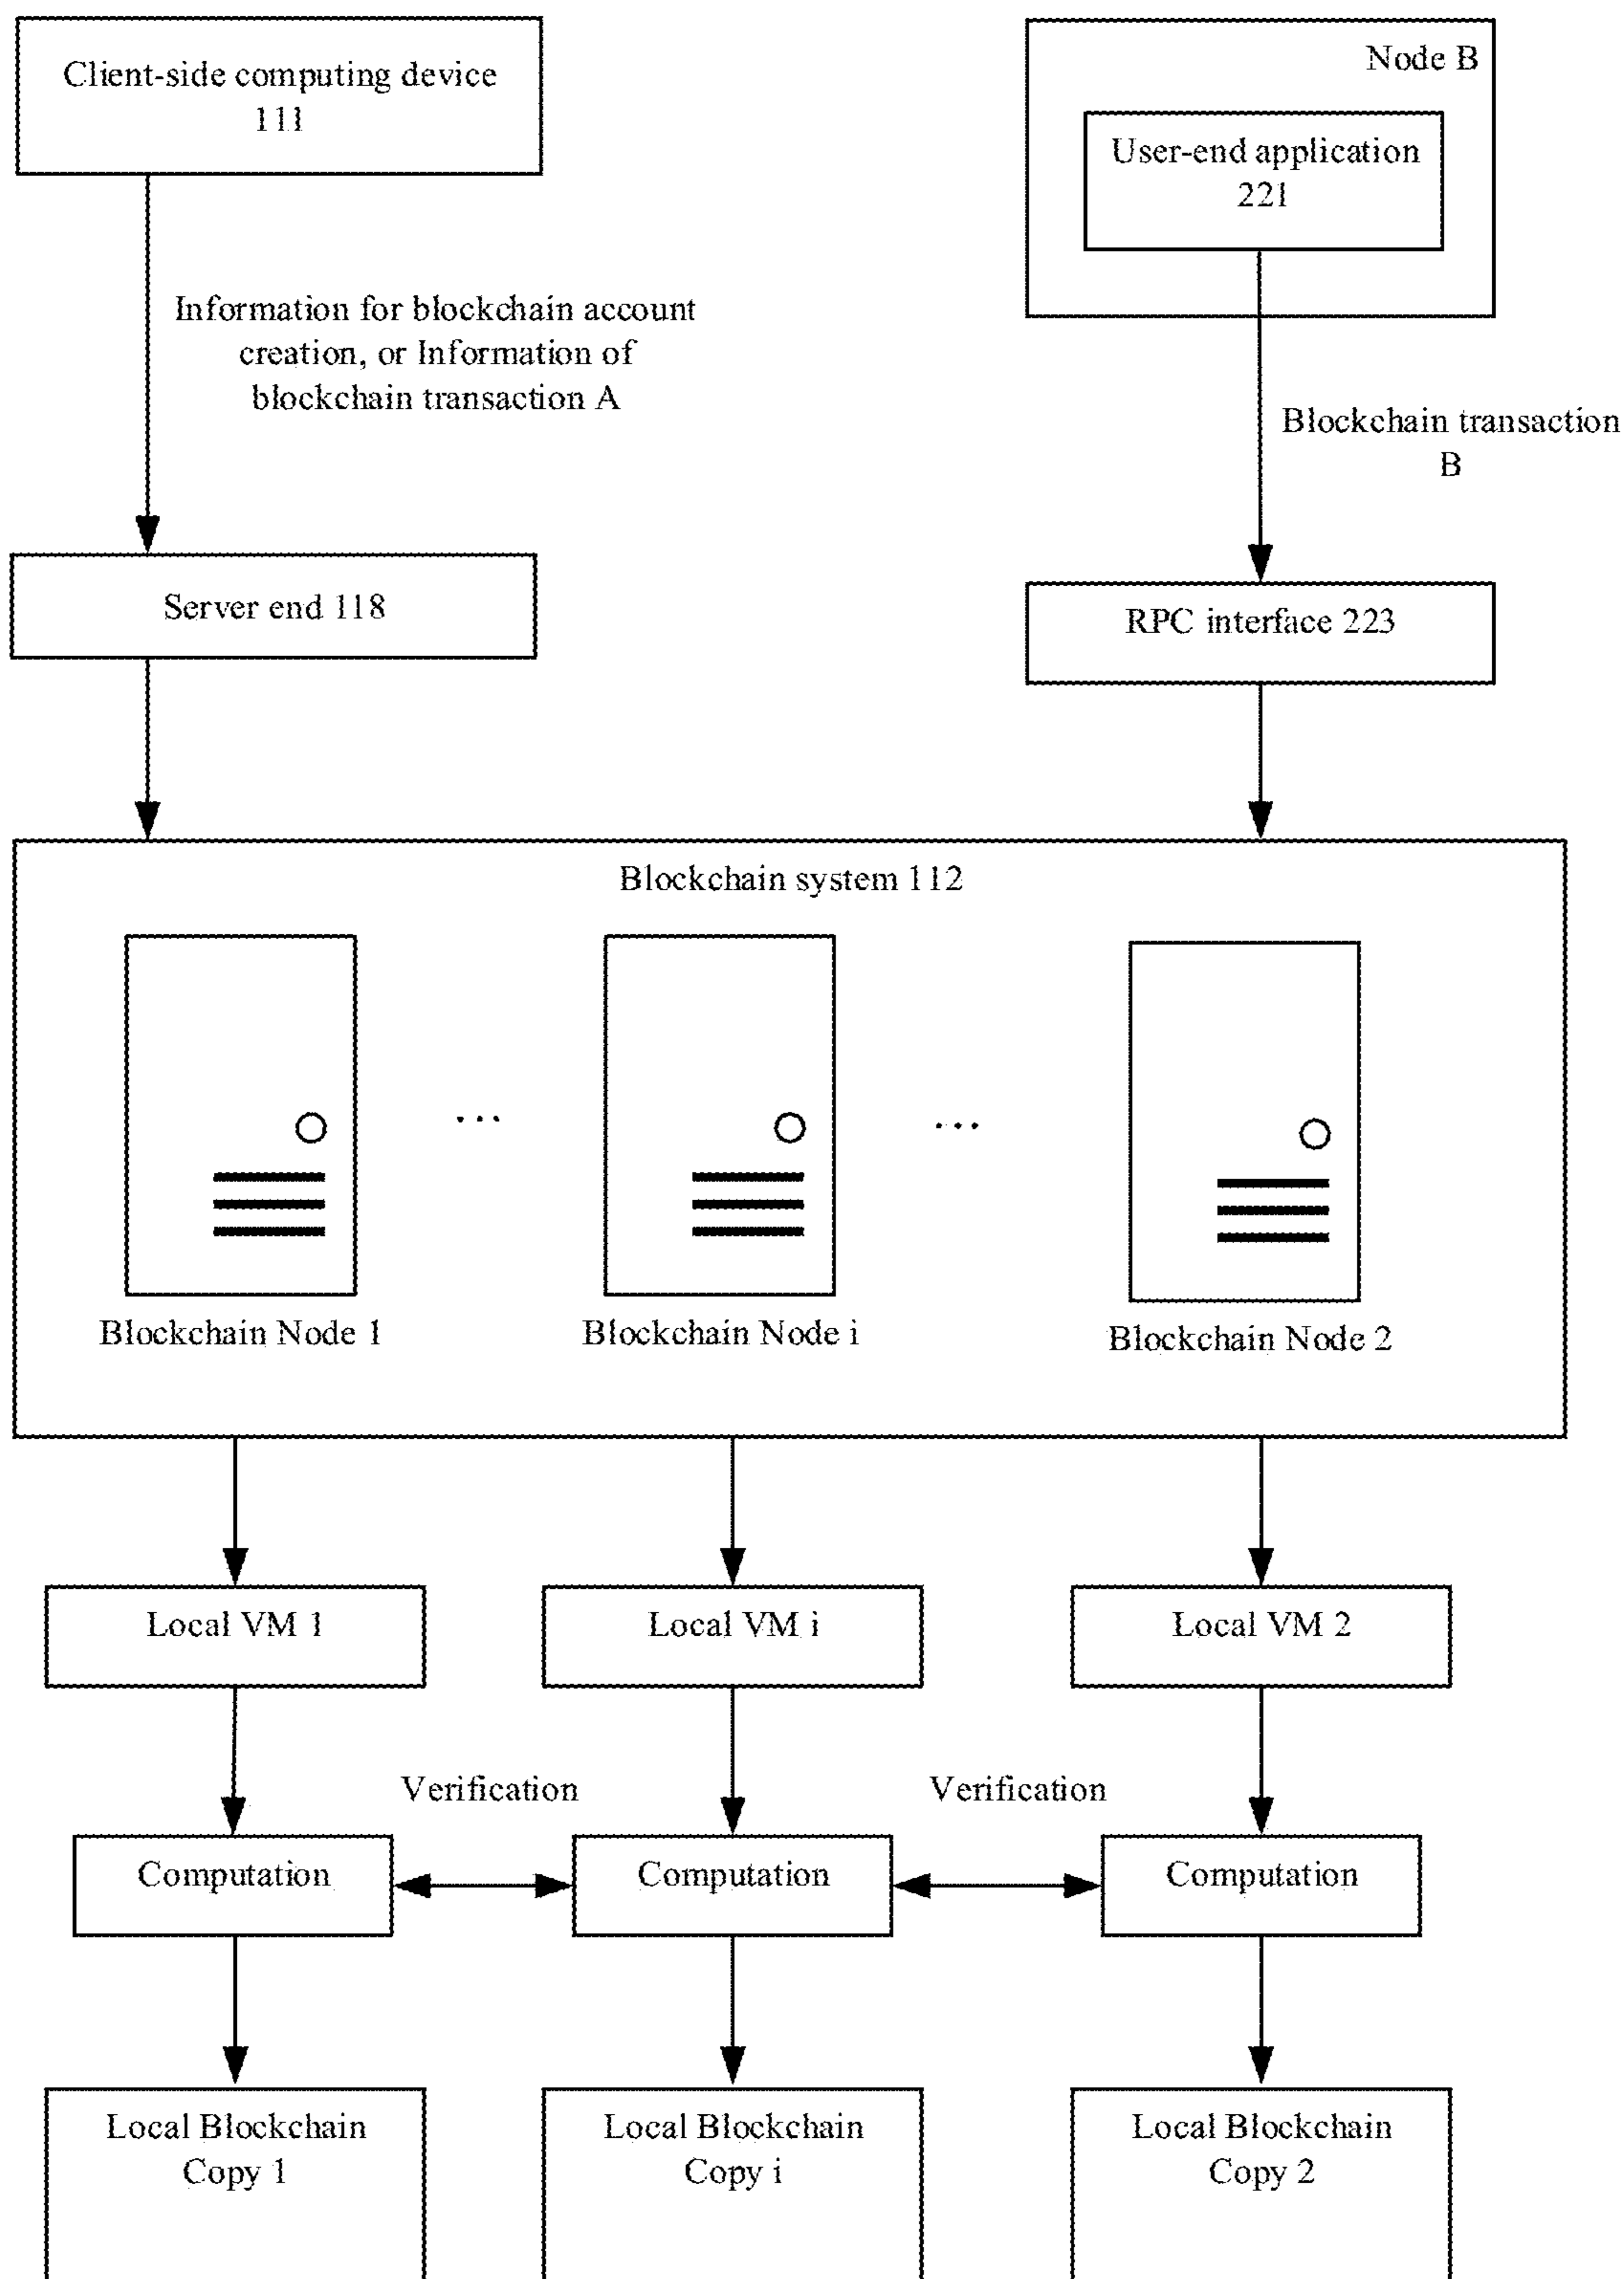 Client-side computing device
111
Node B
User-end application
221
Information for blockchain account
creation, or Information of
blockchain transaction A
Blockchain transaction
B
Server end 118
RPC interface 223
Blockchain system 112
...
...
Blockchain Node 1
Blockchain Node i
Blockchain Node 2
Local VM 1
Local VM i
Local VM 2
Verification
Verification
Computation
Computation
Computation
Local Blockchain
Copy 1
Local Blockchain
Copy i
Local Blockchain
Copy 2